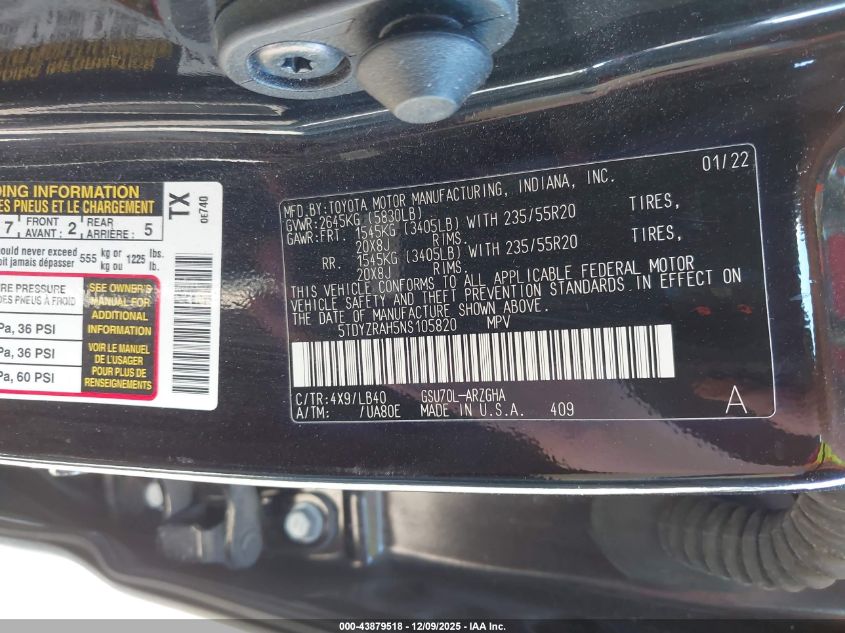 DING INFORMATION
DES PNEUS ET LE CHARGEMENT
7 FRONT AVANT : 2 REAR ARRIÈRE : 5
ould never exceed 555 kg or 1225 lbs.
oit jamais dépasser kg ou lb.
RE PRESSURE
DES PNEUS À FROID
Pa, 36 PSI
Pa, 36 PSI
Pa, 60 PSI
SEE OWNER'S
MANUAL FOR
ADDITIONAL
INFORMATION
VOIR LE MANUEL
DE L'USAGER
POUR PLUS DE
RENSEIGNEMENTS
TX
0E740
01/22
MFD.BY:TOYOTA MOTOR MANUFACTURING, INDIANA, INC.
GVWR:2645KG (5830LB)
GAWR:FRT. 1545KG (3405LB) WITH 235/55R20 TIRES,
20X8J RIMS.
RR. 1545KG (3405LB) WITH 235/55R20 TIRES,
20X8J RIMS.
THIS VEHICLE CONFORMS TO ALL APPLICABLE FEDERAL MOTOR
VEHICLE SAFETY AND THEFT PREVENTION STANDARDS IN EFFECT ON
THE DATE OF MANUFACTURE SHOWN ABOVE.
5TDYZRAH5NS105820 MPV
C/TR:4X9/LB40 GSU70L-ARZGHA
A/TM: /UA80E MADE IN U.S.A. 409
A
000-43879518 - 12/09/2025 - IAA Inc.